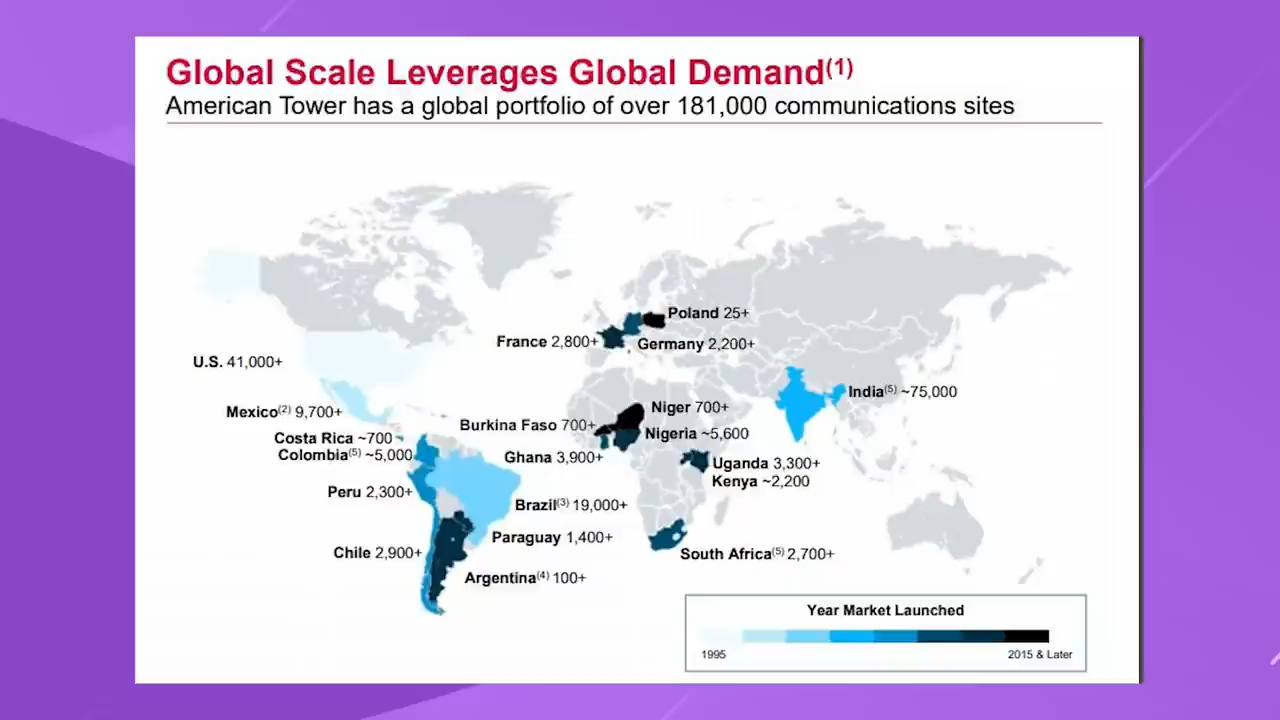 Global Scale Leverages Global Demand(1)
American Tower has a global portfolio of over 181,000 communications sites
Poland 25+
France 2,800+
Germany 2,200+
U.S. 41,000+
India(5) ~75,000
Mexico(2) 9,700+
Niger 700+
Burkina Faso 700+
Nigeria ~5,600
Costa Rica ~700
Colombia(5) ~5,000
Ghana 3,900+
Uganda 3,300+
Kenya ~2,200
Peru 2,300+
Brazil(3) 19,000+
Paraguay 1,400+
Chile 2,900+
South Africa(5) 2,700+
Argentina(4) 100+
Year Market Launched
1995 2015 & Later